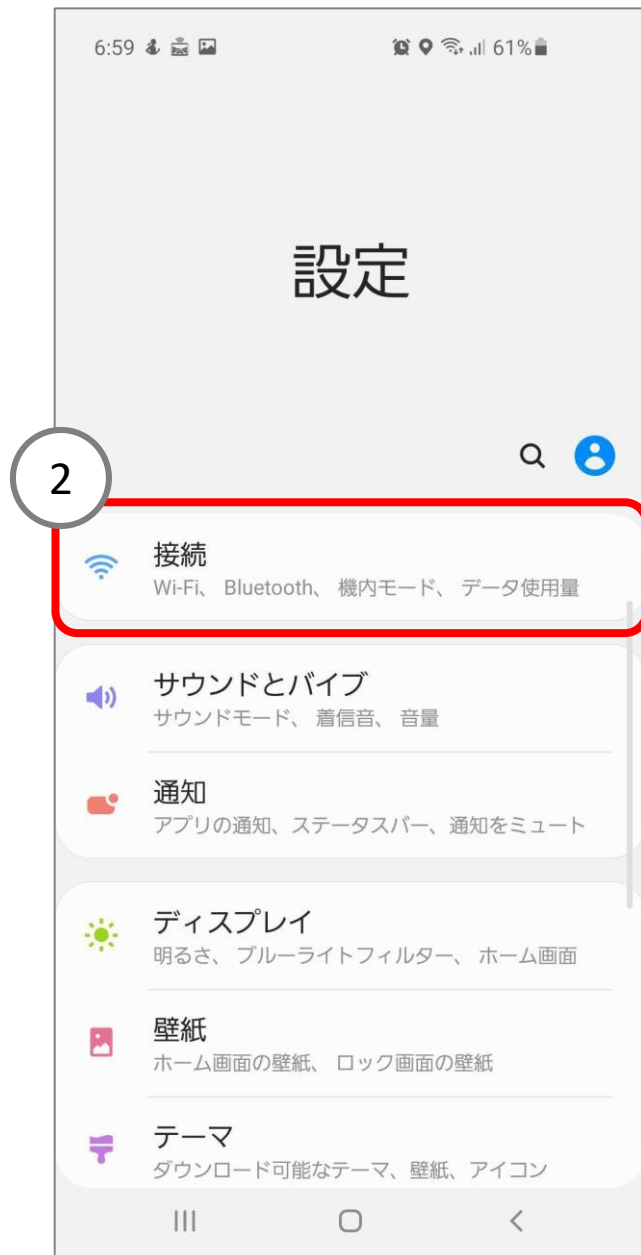 6:59 61%
設定
2
接続
Wi-Fi、 Bluetooth、 機内モード、 データ使用量
サウンドとバイブ
サウンドモード、 着信音、 音量
通知
アプリの通知、ステータスバー、通知をミュート
ディスプレイ
明るさ、 ブルーライトフィルター、 ホーム画面
壁紙
ホーム画面の壁紙、 ロック画面の壁紙
テーマ
ダウンロード可能なテーマ、壁紙、アイコン